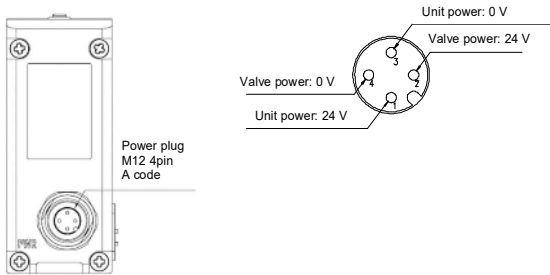 Unit power: 0 V
Valve power: 24 V
3
2
4
Valve power: 0 V
1
Unit power: 24 V
Power plug
M12 4pin
A code
PWR